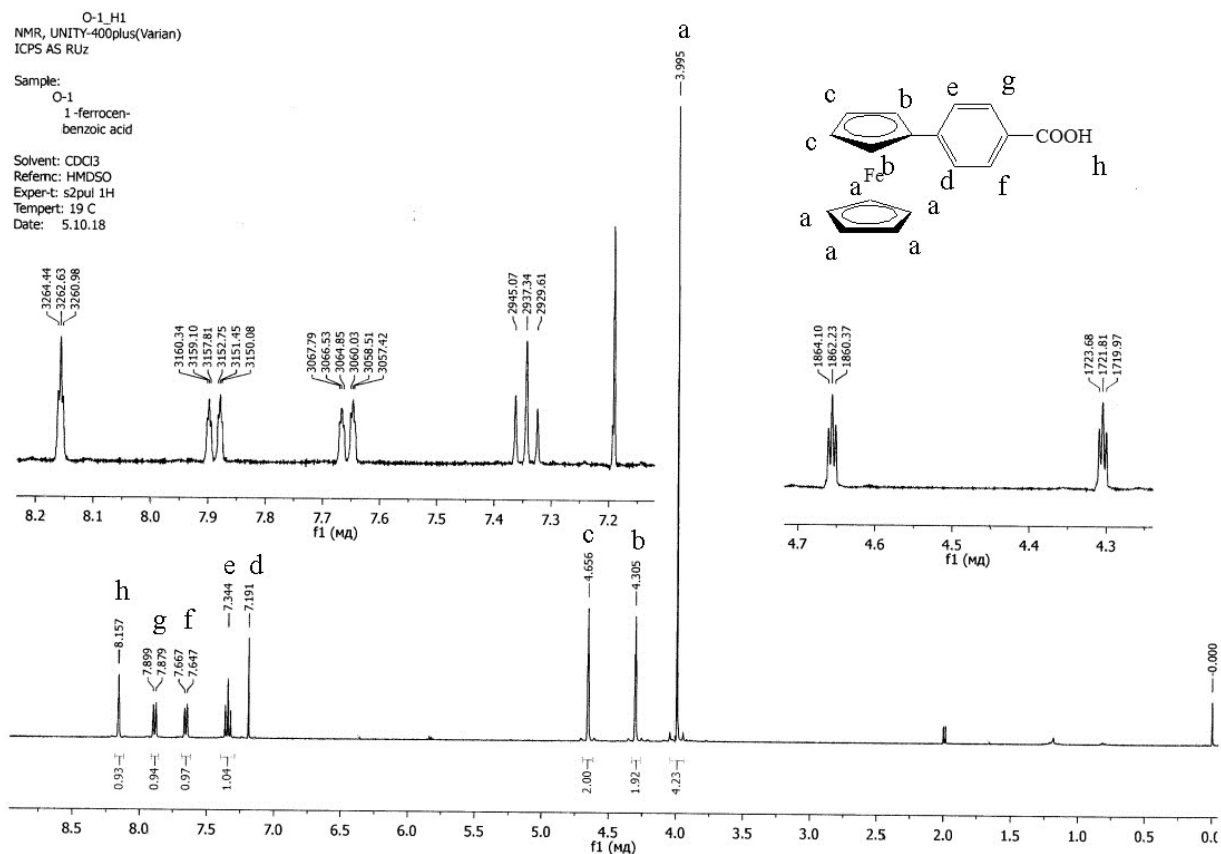 O-1_H1
NMR, UNITY-400plus(Varian)
ICPS AS RUz
Sample:
O-1
1 -ferrocen-
benzoic acid
Solvent: CDCl3
Refernc: HMDSO
Exper-t: s2pul 1H
Tempert: 19 C
Date: 5.10.18
a
3.995
e g
c b
COOH
c b h
Fe
a d f
a a
a a
3264.44
3262.63
3260.98
3160.34
3159.10
3157.81
3152.75
3151.45
3150.08
3067.79
3066.53
3064.85
3060.03
3058.51
3057.42
2945.07
2937.34
2929.61
8.2 8.1 8.0 7.9 7.8 7.7 7.6 7.5 7.4 7.3 7.2
f1 (мд)
1864.10
1862.23
1860.37
1723.68
1721.81
1719.97
4.7 4.6 4.5 4.4 4.3
f1 (мд)
h g f e d c b
8.157
7.899
7.879
7.667
7.647
7.344
7.191
4.656
4.305
-0.000
0.93 0.94 0.97 1.04 2.00 1.92 4.23
8.5 8.0 7.5 7.0 6.5 6.0 5.5 5.0 4.5 4.0 3.5 3.0 2.5 2.0 1.5 1.0 0.5 0.0
f1 (мд)